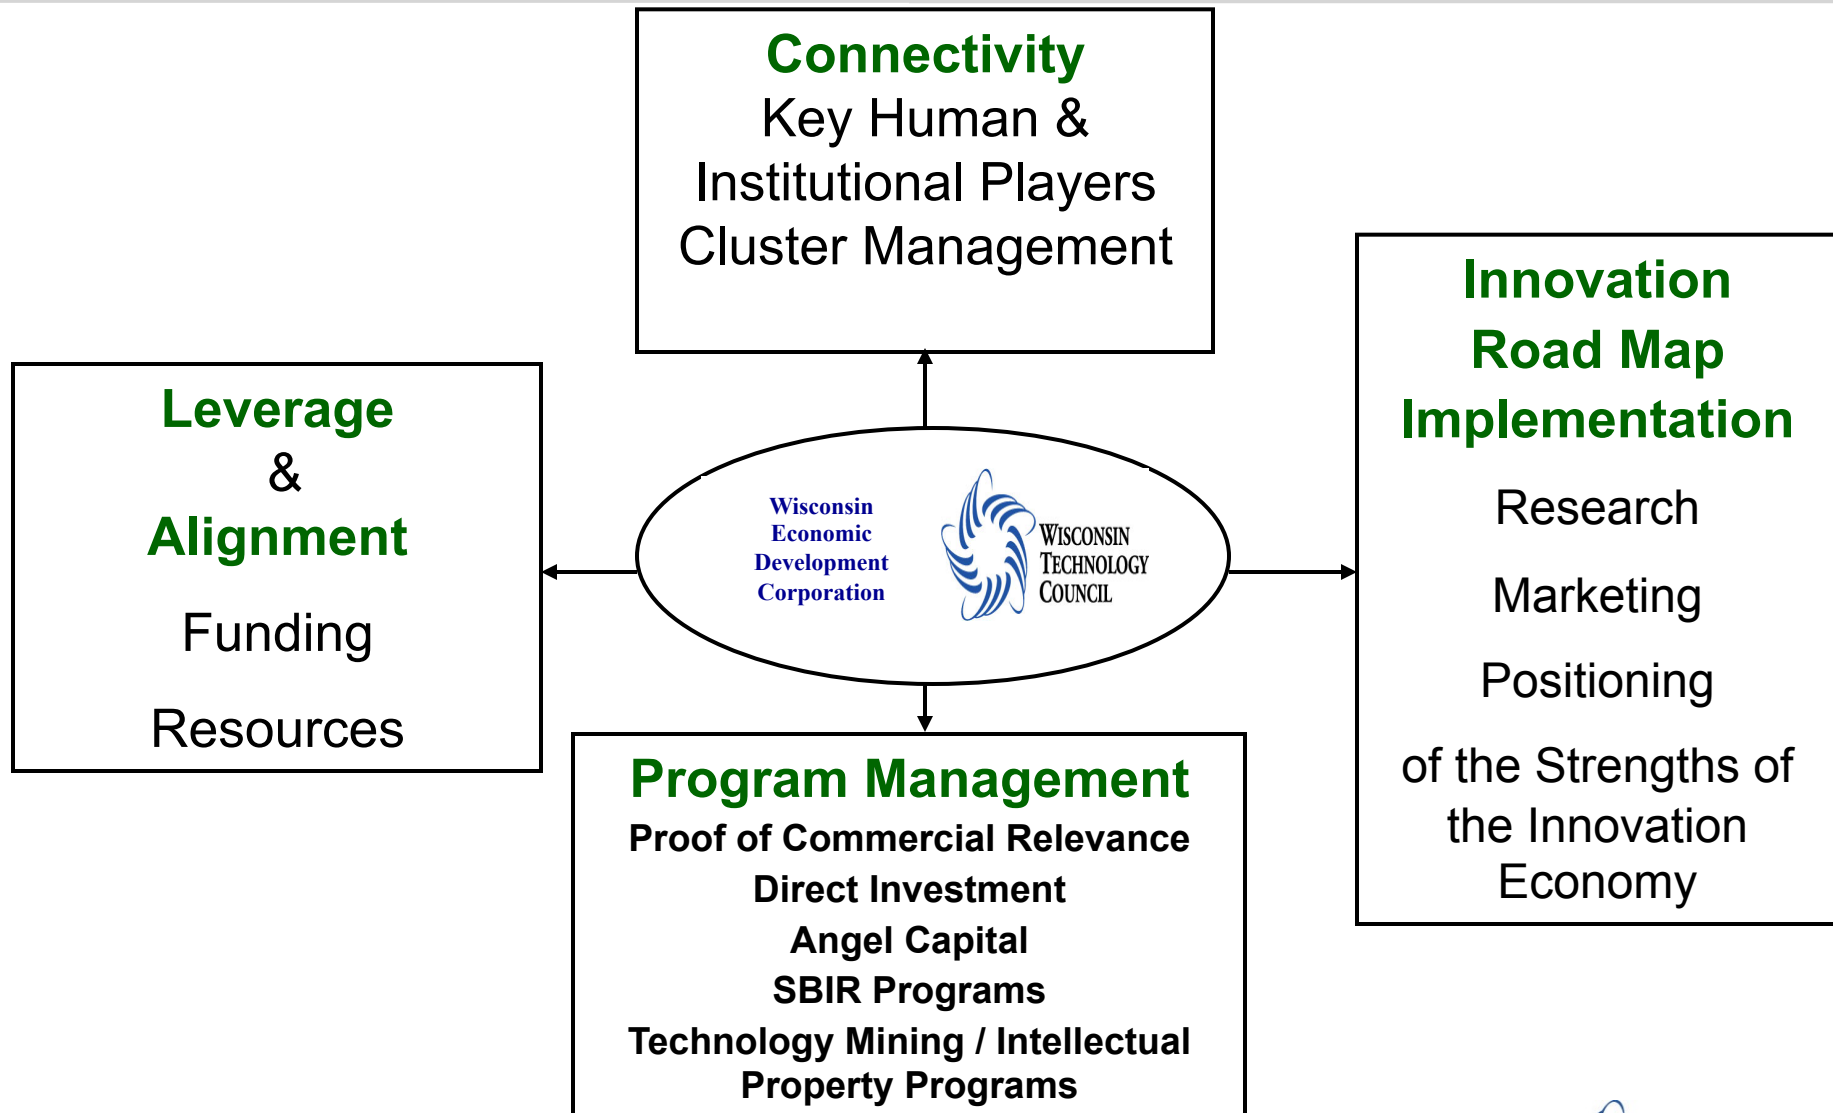 Connectivity
Key Human &
Institutional Players
Cluster Management
Leverage
&
Alignment
Funding
Resources
Wisconsin
Economic
Development
Corporation
WISCONSIN
TECHNOLOGY
COUNCIL
Innovation
Road Map
Implementation
Research
Marketing
Positioning
of the Strengths of
the Innovation
Economy
Program Management
Proof of Commercial Relevance
Direct Investment
Angel Capital
SBIR Programs
Technology Mining / Intellectual
Property Programs